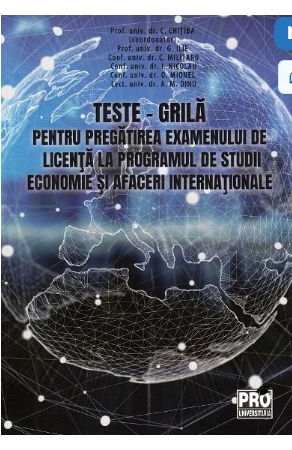 Prof. univ. dr. C. CHIȚIBA
(coordonator)
Prof. univ. dr. G. ILIE
Conf. univ. dr. C. MILITARU
Conf. univ. dr. I. NICOLAU
Conf. univ. dr. O. MIONEL
Lect. univ. dr. A. M. DINU
TESTE - GRILĂ
PENTRU PREGĂTIREA EXAMENULUI DE
LICENȚĂ LA PROGRAMUL DE STUDII
ECONOMIE ȘI AFACERI INTERNAȚIONALE
PRO
UNIVERSITARIA